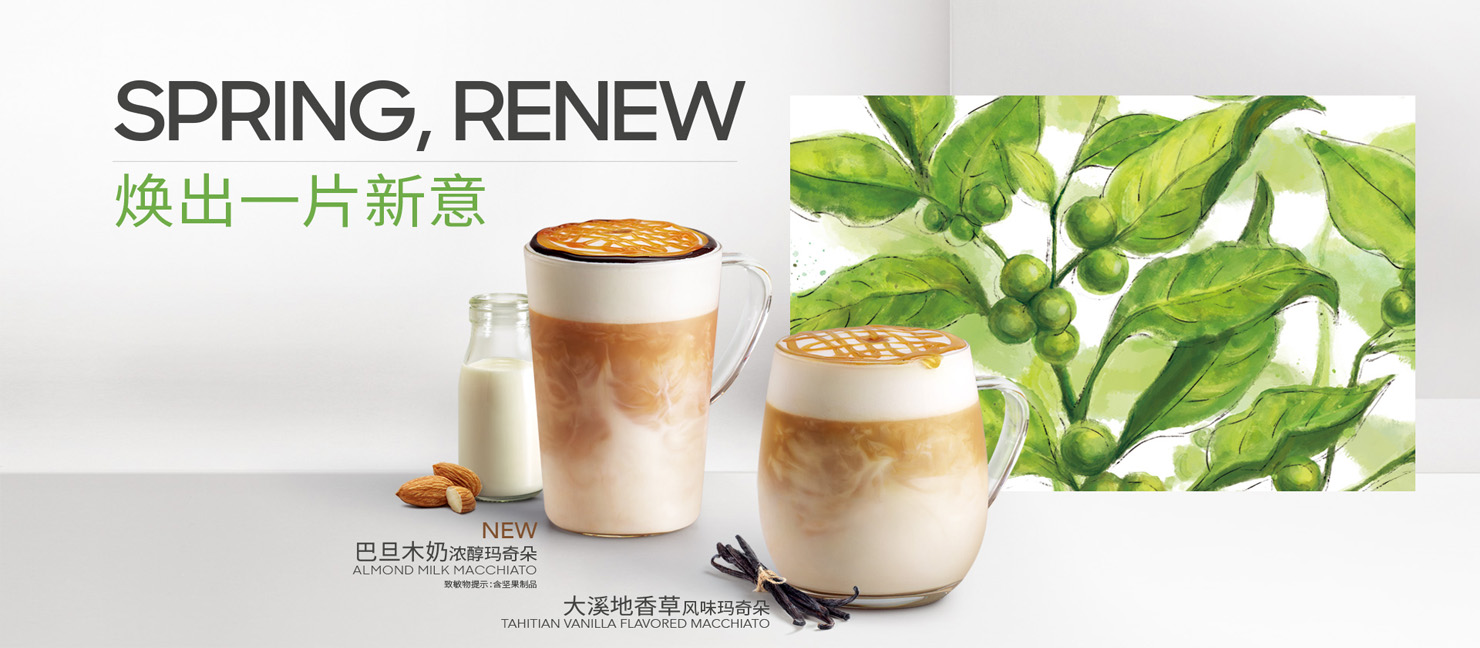 SPRING, RENEW
焕出一片新意
NEW
巴旦木奶浓醇玛奇朵
ALMOND MILK MACCHIATO
致敏物提示:含坚果制品
大溪地香草风味玛奇朵
TAHITIAN VANILLA FLAVORED MACCHIATO